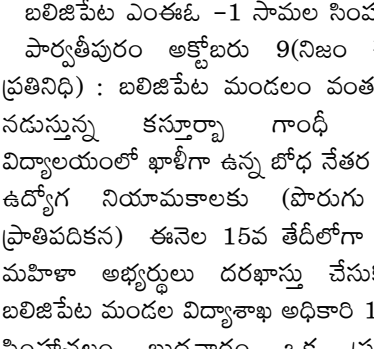 బలిజిపేట ఎంఈఓ -1 సామల సింహ
పార్వతీపురం అక్టోబరు 9(నిజం
ప్రతినిధి) : బలిజిపేట మండలం వంత
నడుస్తున్న కస్తూర్బా గాంధీ
విద్యాలయంలో ఖాళీగా ఉన్న బోధ నేతర
ఉద్యోగ నియామకాలకు (పొరుగు
ప్రాతిపదికన) ఈనెల 15వ తేదీలోగా
మహిళా అభ్యర్థులు దరఖాస్తు చేసుక
బలిజిపేట మండల విద్యాశాఖ అధికారి 1